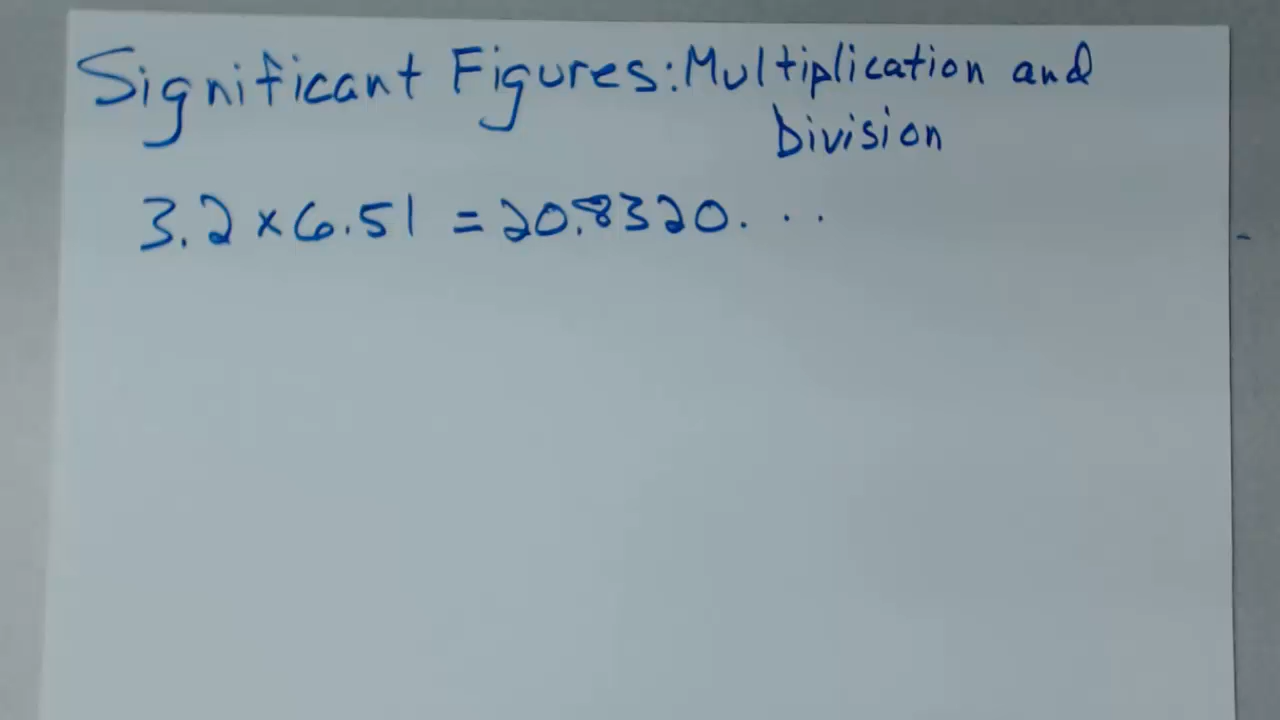 Significant Figures: Multiplication and
Division
3.2 × 6.51 = 20.8320. . .